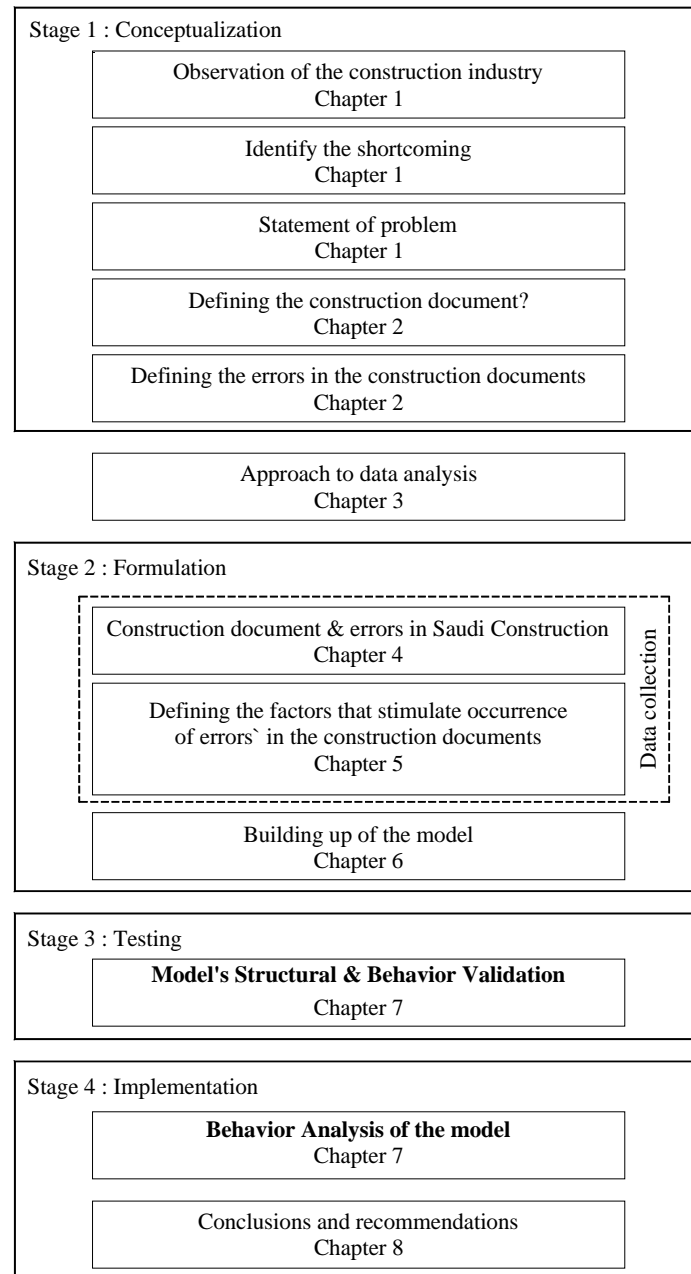 Stage 1 : Conceptualization
Observation of the construction industry
Chapter 1
Identify the shortcoming
Chapter 1
Statement of problem
Chapter 1
Defining the construction document?
Chapter 2
Defining the errors in the construction documents
Chapter 2
Approach to data analysis
Chapter 3
Stage 2 : Formulation
Construction document & errors in Saudi Construction
Chapter 4
Defining the factors that stimulate occurrence
of errors` in the construction documents
Chapter 5
Data collection
Building up of the model
Chapter 6
Stage 3 : Testing
Model's Structural & Behavior Validation
Chapter 7
Stage 4 : Implementation
Behavior Analysis of the model
Chapter 7
Conclusions and recommendations
Chapter 8